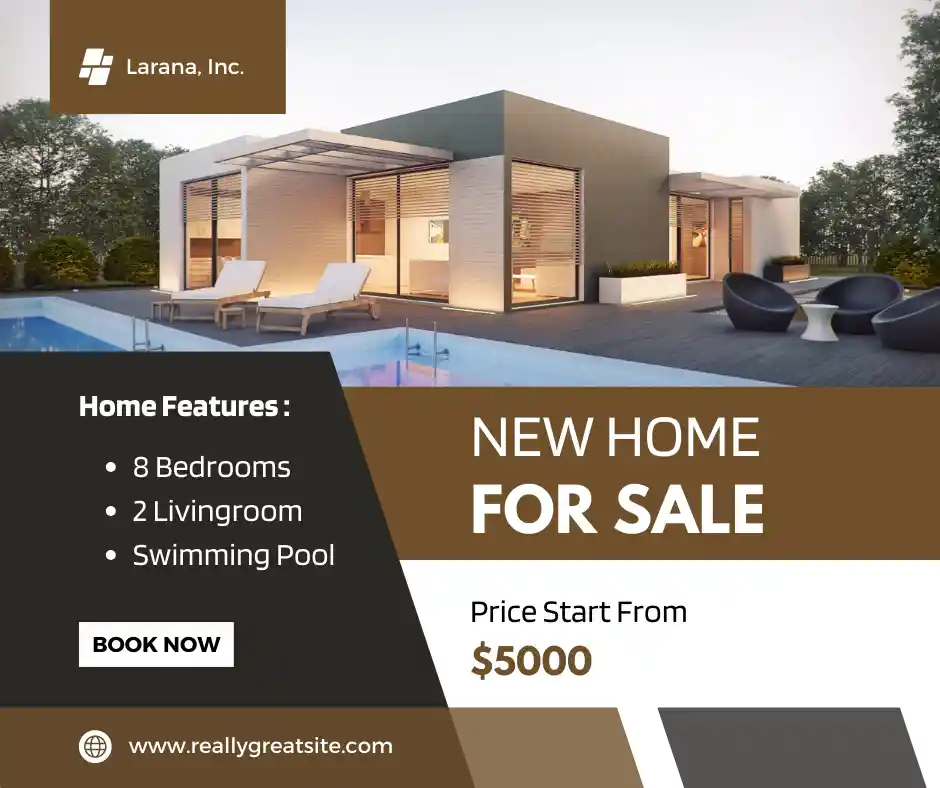 Larana, Inc.
Home Features :
• 8 Bedrooms
• 2 Livingroom
• Swimming Pool
BOOK NOW
NEW HOME
FOR SALE
Price Start From
$5000
www.reallygreatsite.com